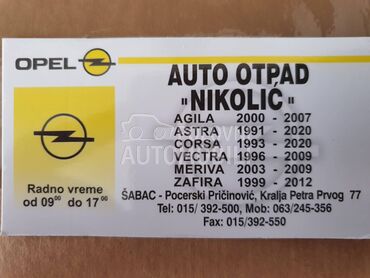 OPEL
AUTO OTPAD
"NIKOLIĆ"
AGILA 2000 - 2007
ASTRA 1991 - 2020
CORSA 1993 - 2020
VECTRA 1996 - 2009
MERIVA 2003 - 2009
ZAFIRA 1999 - 2012
Radno vreme
od 09⁰⁰ do 17⁰⁰
ŠABAC - Pocerski Pričinović, Kralja Petra Prvog 77
Tel: 015/ 392-500, Mob: 063/245-356
Fax: 015/392-550